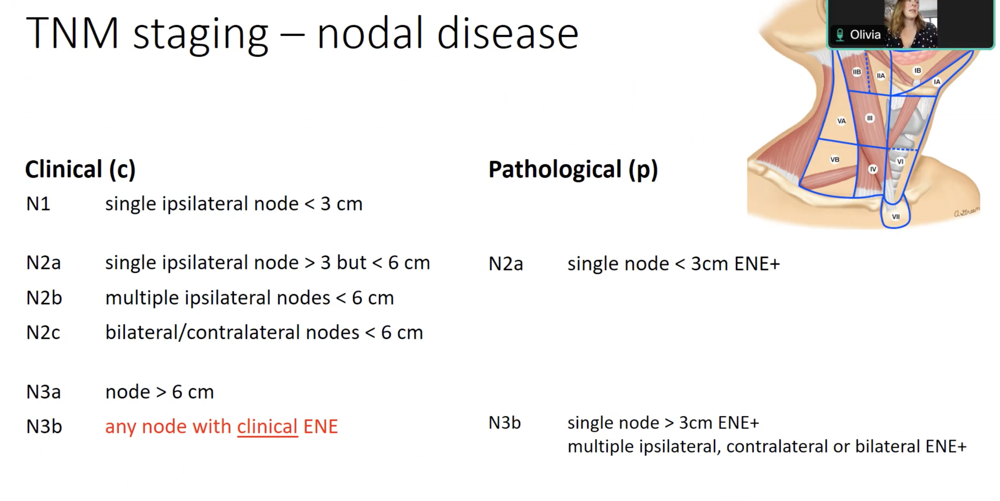 TNM staging – nodal disease
Olivia
IIB
IIA
IB
IA
VA
III
VB
IV
VI
VII
A Green
Clinical (c)
N1 single ipsilateral node < 3 cm
N2a single ipsilateral node > 3 but < 6 cm
N2b multiple ipsilateral nodes < 6 cm
N2c bilateral/contralateral nodes < 6 cm
N3a node > 6 cm
N3b any node with clinical ENE
Pathological (p)
N2a single node < 3cm ENE+
N3b single node > 3cm ENE+
multiple ipsilateral, contralateral or bilateral ENE+